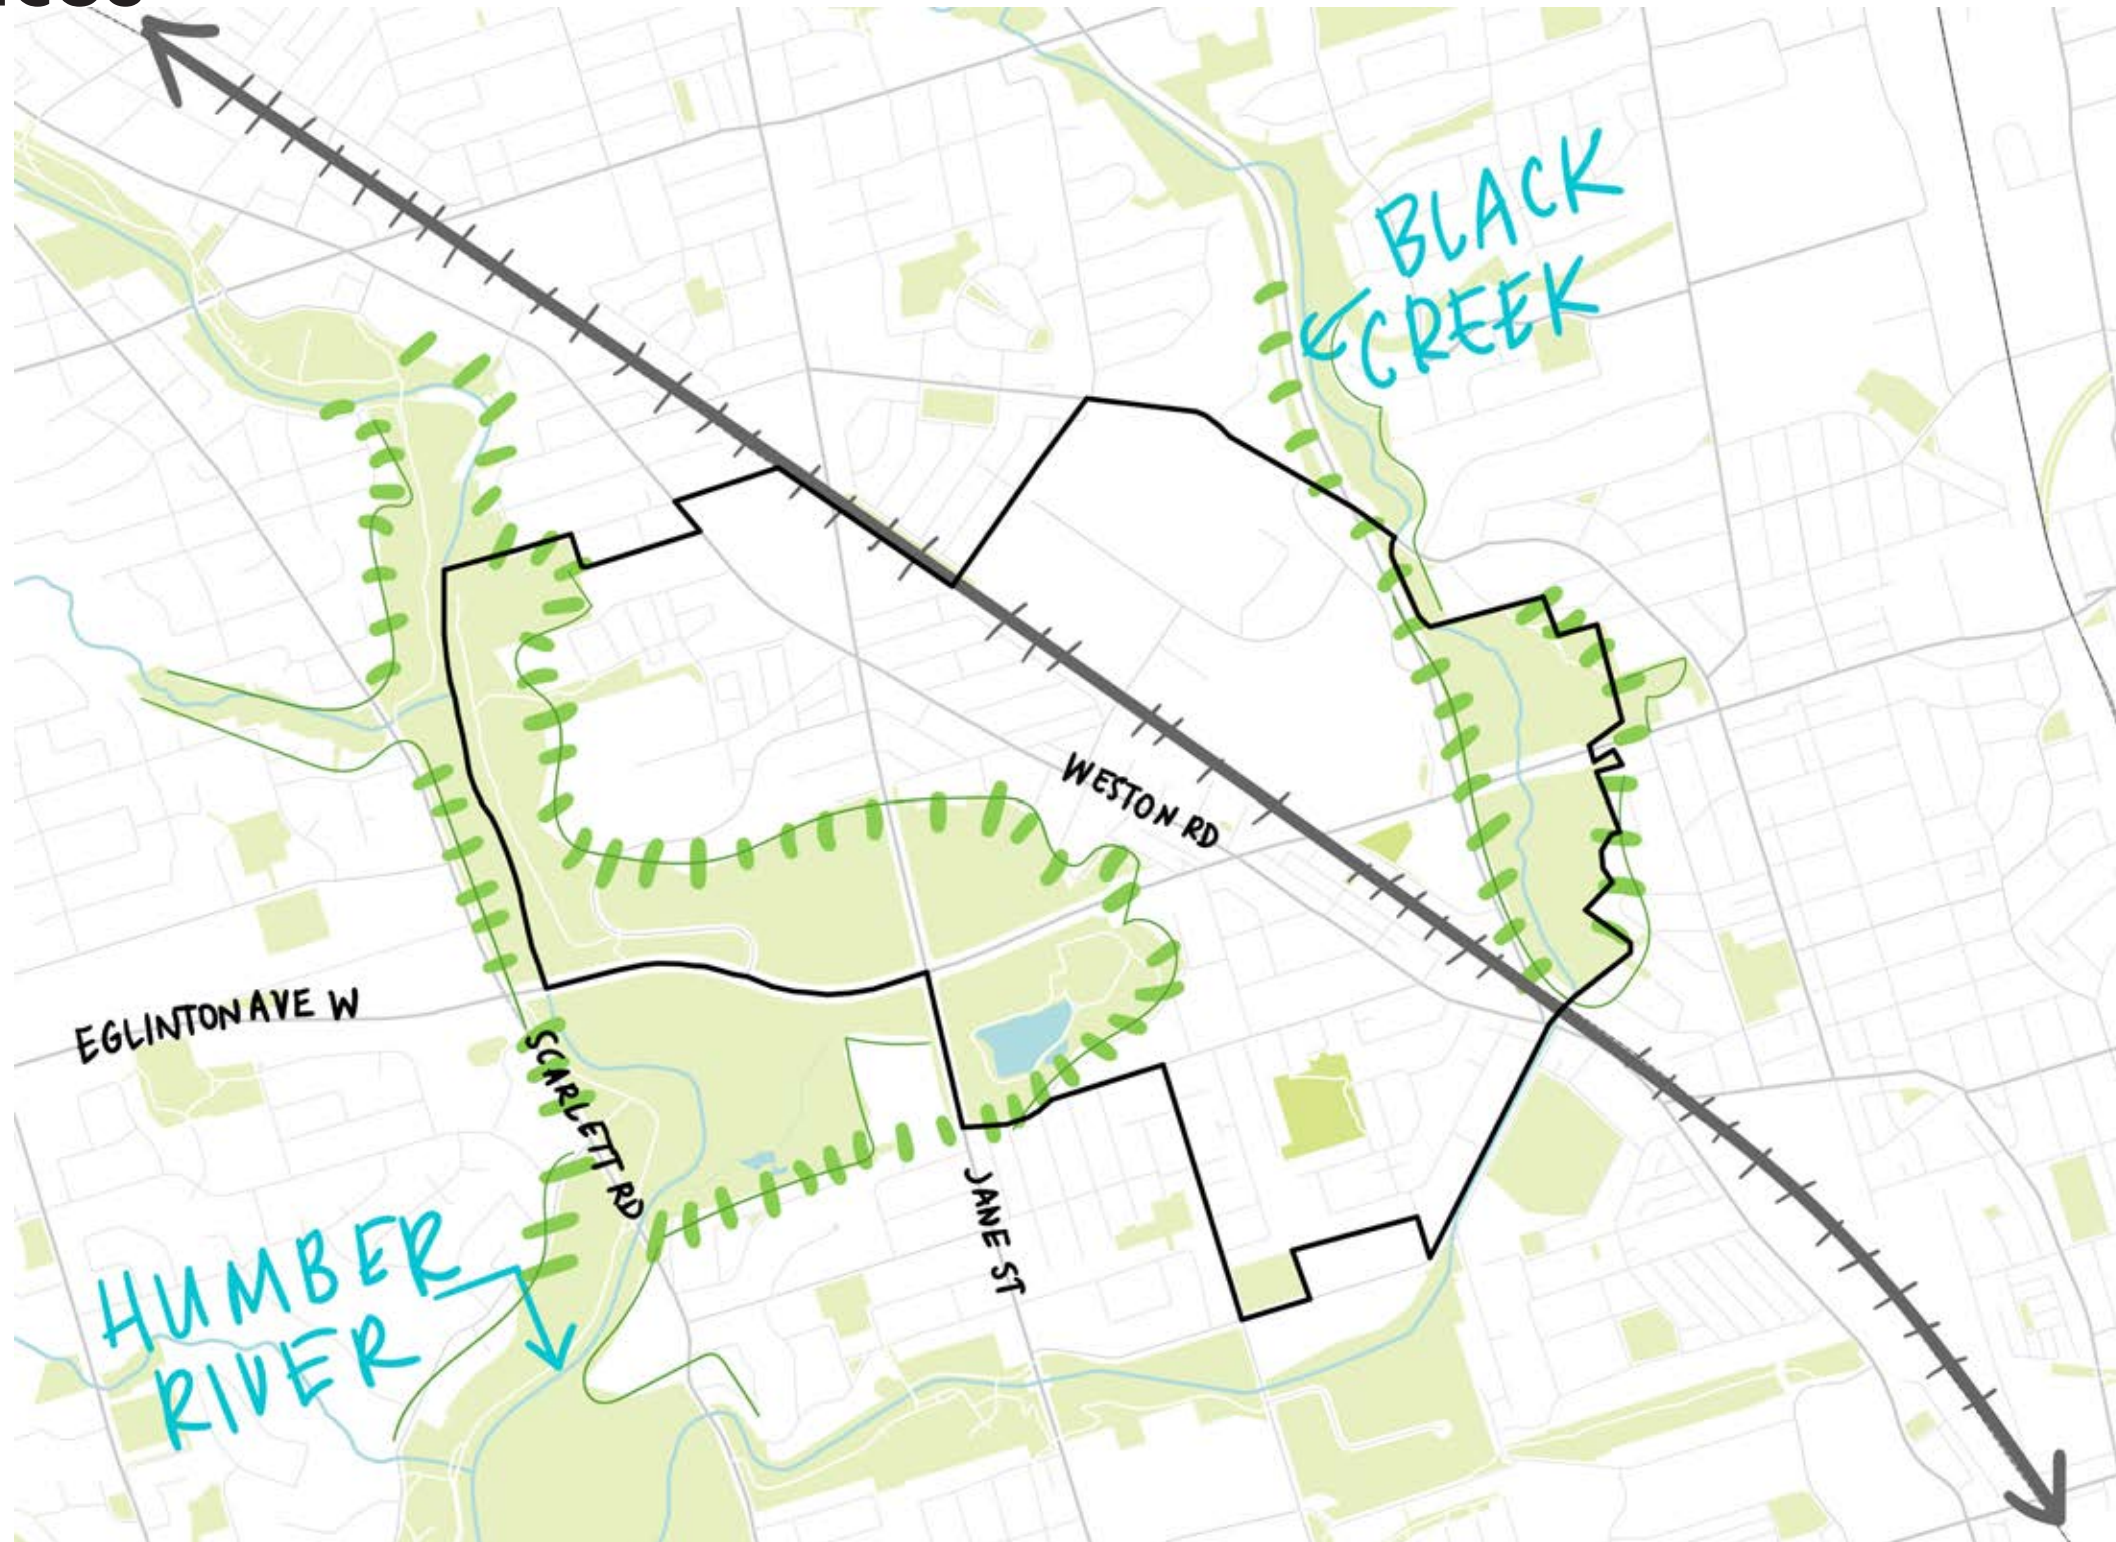 BLACK
CREEK
WESTON RD
EGLINTON AVE W
SCARLETT RD
JANE ST
HUMBER
RIVER